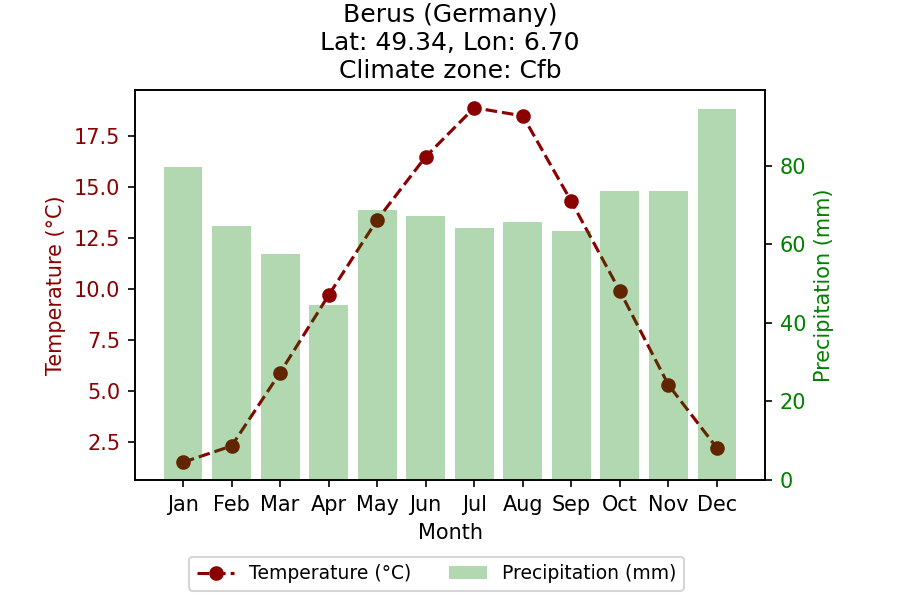 Berus (Germany)
Lat: 49.34, Lon: 6.70
Climate zone: Cfb
Temperature (°C)
17.5
15.0
12.5
10.0
7.5
5.0
2.5
Precipitation (mm)
80
60
40
20
0
Jan Feb Mar Apr May Jun Jul Aug Sep Oct Nov Dec
Month
Temperature (°C) Precipitation (mm)